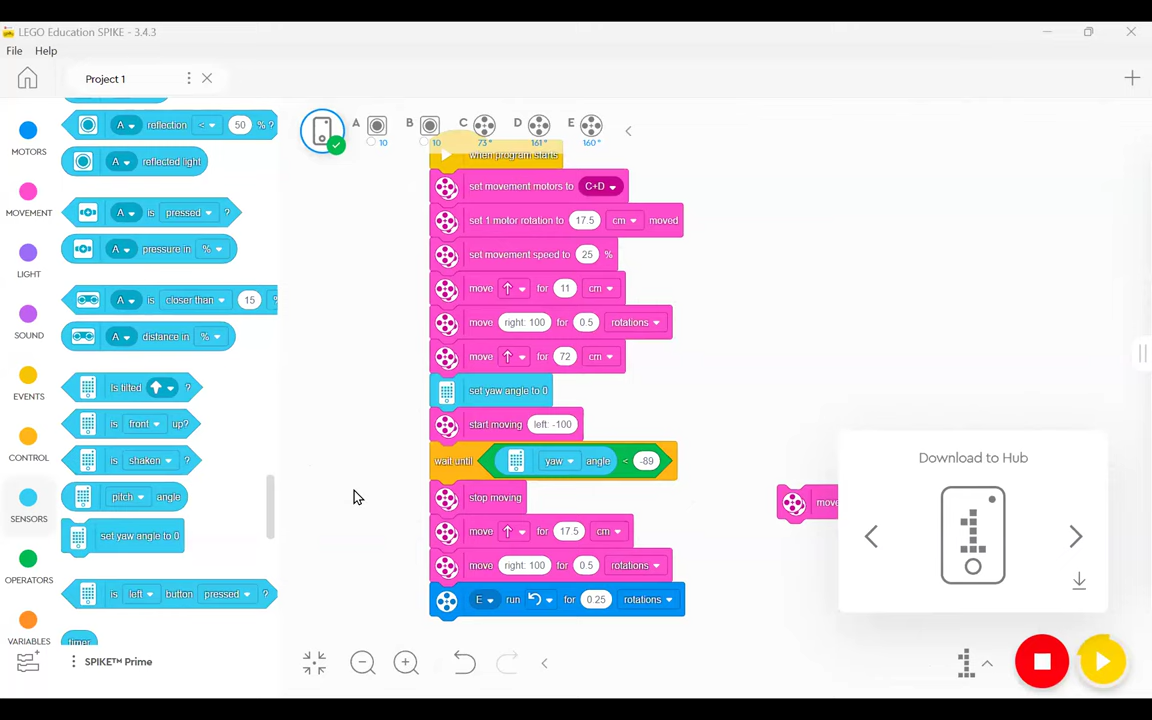 LEGO Education SPIKE - 3.4.3
File Help
Project 1
A B C D E
10 10 73° 161° 160°
MOTORS
MOVEMENT
LIGHT
SOUND
EVENTS
CONTROL
SENSORS
OPERATORS
VARIABLES
A reflection < 50 % ?
A reflected light
A is pressed ?
A pressure in %
A is closer than 15
A distance in %
Is tilted ?
is front up?
is shaken ?
pitch angle
set yaw angle to 0
is left button pressed ?
timer
when program starts
set movement motors to C+D
set 1 motor rotation to 17.5 cm moved
set movement speed to 25 %
move for 11 cm
move right: 100 for 0.5 rotations
move for 72 cm
set yaw angle to 0
start moving left: -100
wait until yaw angle < -89
stop moving
move for 17.5 cm
move right: 100 for 0.5 rotations
E run for 0.25 rotations
move
Download to Hub
SPIKE™ Prime